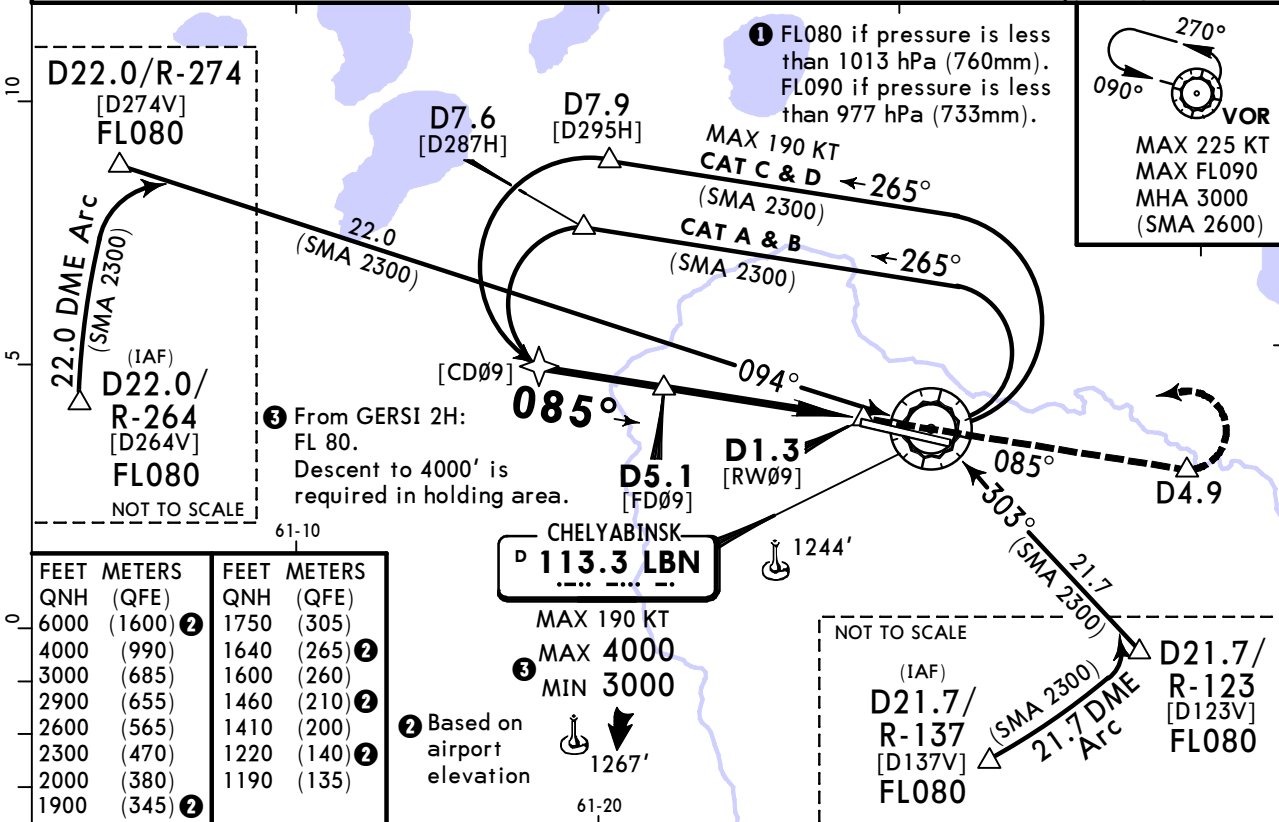 ❶ FL080 if pressure is less
than 1013 hPa (760mm).
FL090 if pressure is less
than 977 hPa (733mm).
270°
090°
VOR
MAX 225 KT
MAX FL090
MHA 3000
(SMA 2600)
D22.0/R-274
[D274V]
FL080
22.0 DME Arc
(SMA 2300)
(IAF)
D22.0/
R-264
[D264V]
FL080
NOT TO SCALE
10
5
0
D7.6
[D287H]
D7.9
[D295H]
MAX 190 KT
CAT C & D
(SMA 2300)
265°
CAT A & B
(SMA 2300)
265°
22.0
(SMA 2300)
094°
[CDØ9]
085°
❸ From GERSI 2H:
FL 80.
Descent to 4000' is
required in holding area.
D5.1
[FDØ9]
D1.3
[RWØ9]
085°
D4.9
303°
(SMA 2300)
21.7
61-10
CHELYABINSK
D 113.3 LBN
1244'
MAX 190 KT
❸ MAX 4000
MIN 3000
1267'
❷ Based on
airport
elevation
61-20
FEET METERS FEET METERS
QNH (QFE) QNH (QFE)
6000 (1600) ❷ 1750 (305)
4000 (990) 1640 (265) ❷
3000 (685) 1600 (260)
2900 (655) 1460 (210) ❷
2600 (565) 1410 (200)
2300 (470) 1220 (140) ❷
2000 (380) 1190 (135)
1900 (345) ❷
NOT TO SCALE
(IAF)
D21.7/
R-137
[D137V]
FL080
(SMA 2300)
21.7 DME
Arc
D21.7/
R-123
[D123V]
FL080